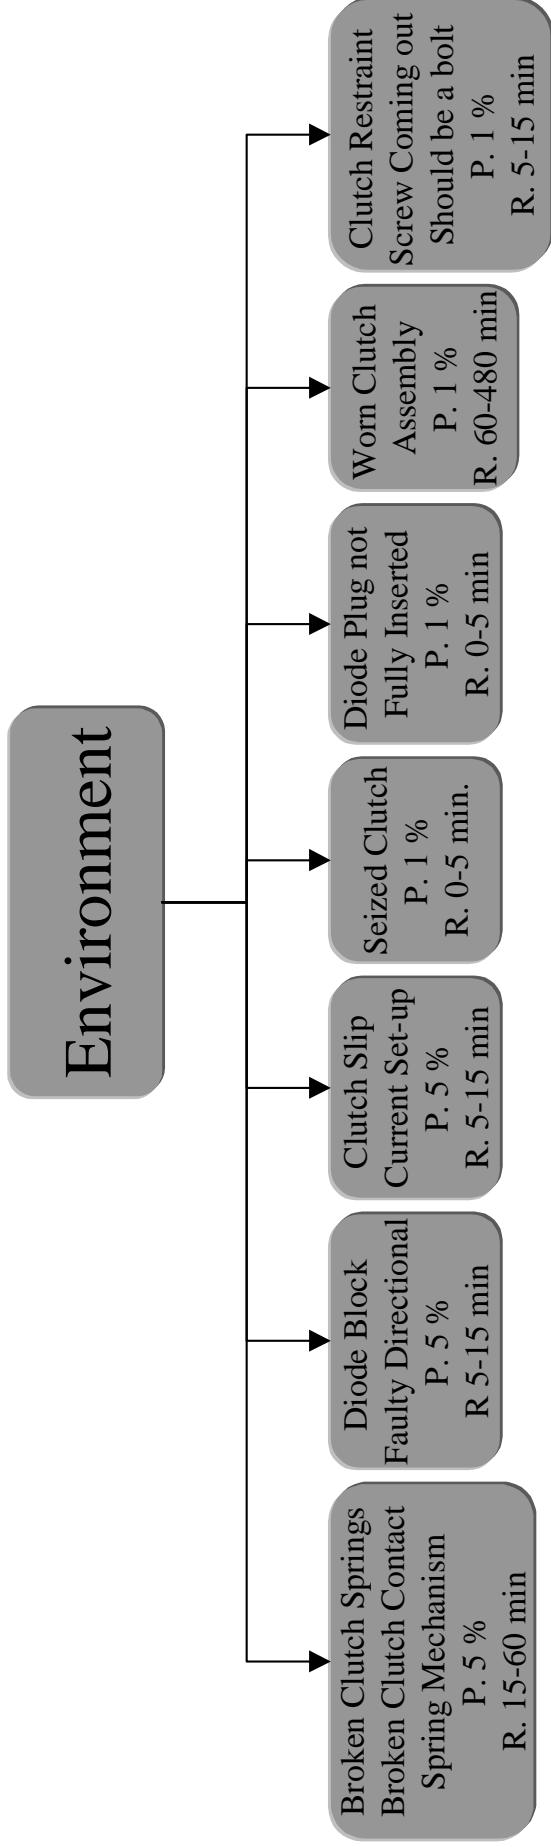 Environment
Broken Clutch Springs
Broken Clutch Contact
Spring Mechanism
P. 5 %
R. 15-60 min
Diode Block
Faulty Directional
P. 5 %
R 5-15 min
Clutch Slip
Current Set-up
P. 5 %
R. 5-15 min
Seized Clutch
P. 1 %
R. 0-5 min.
Diode Plug not
Fully Inserted
P. 1 %
R. 0-5 min
Worn Clutch
Assembly
P. 1 %
R. 60-480 min
Clutch Restraint
Screw Coming out
Should be a bolt
P. 1 %
R. 5-15 min